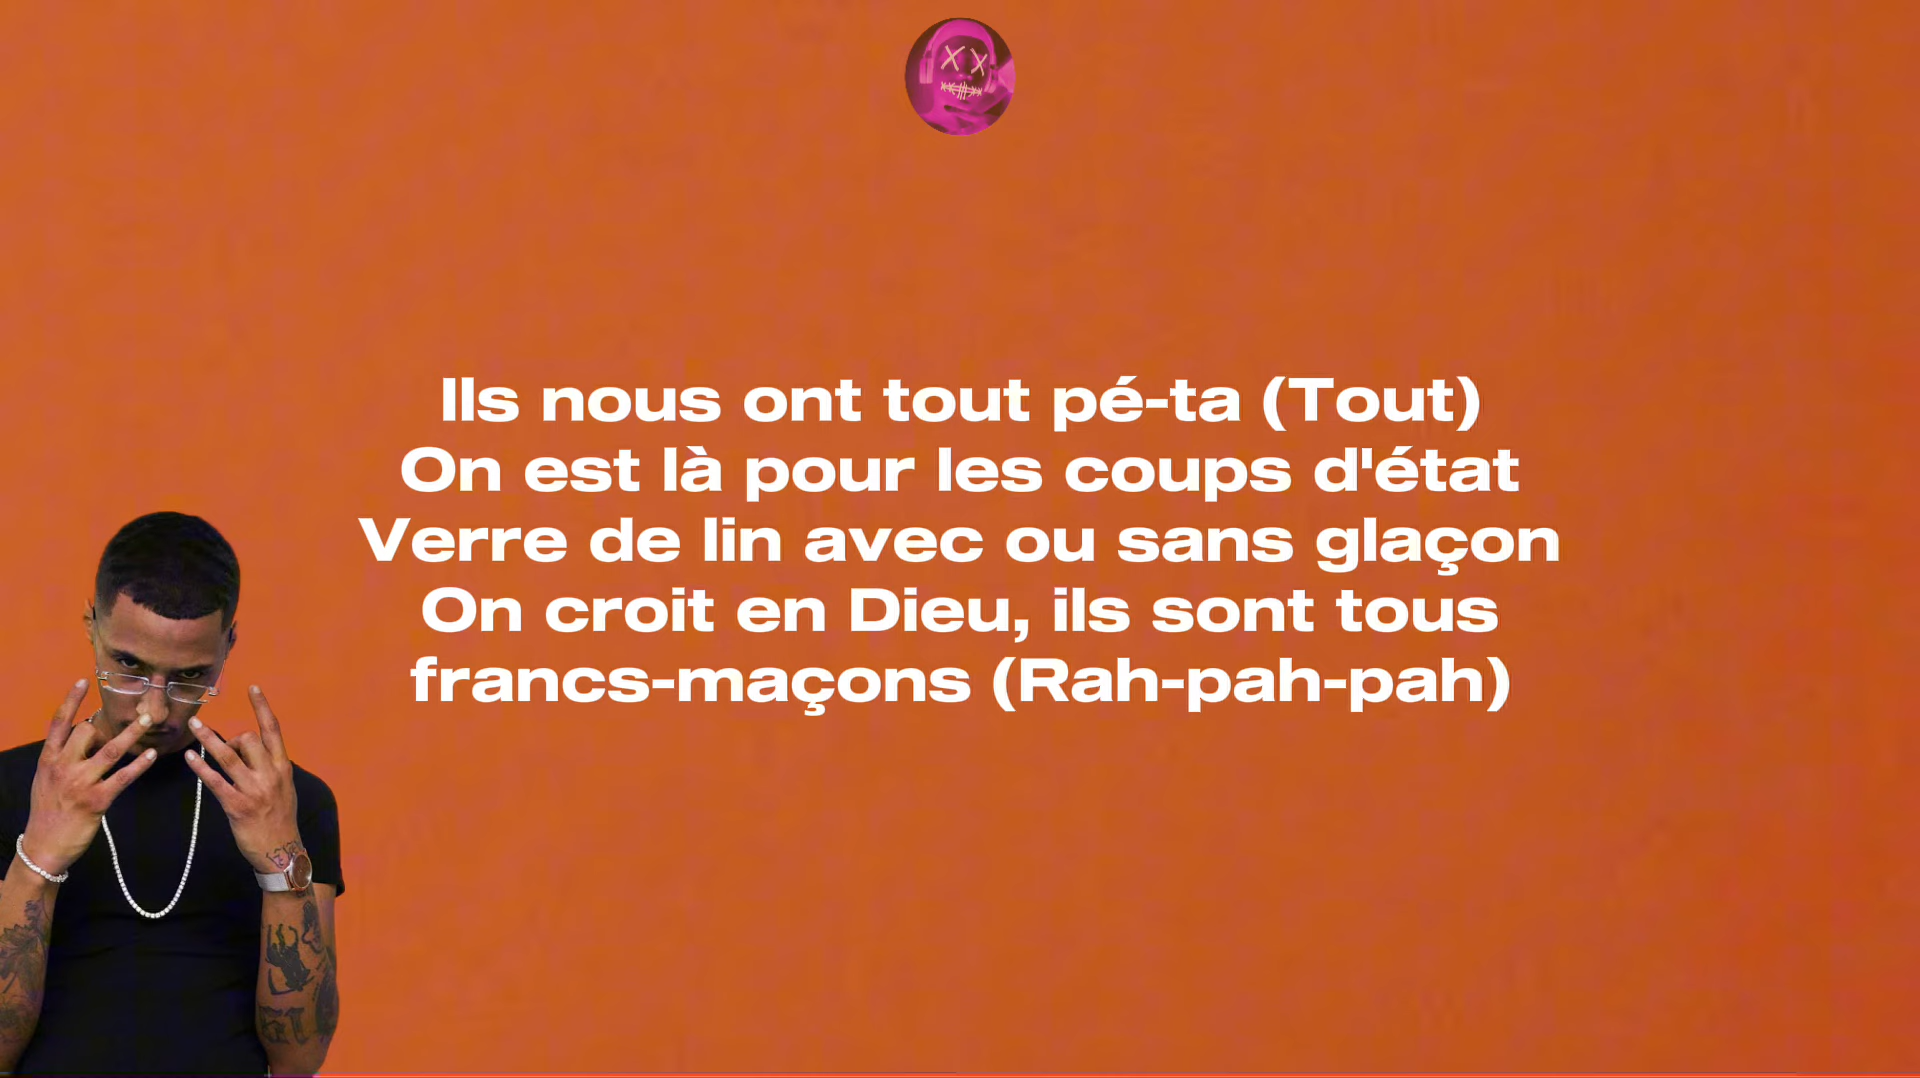 Ils nous ont tout pé-ta (Tout)
On est là pour les coups d'état
Verre de lin avec ou sans glaçon
On croit en Dieu, ils sont tous
francs-maçons (Rah-pah-pah)